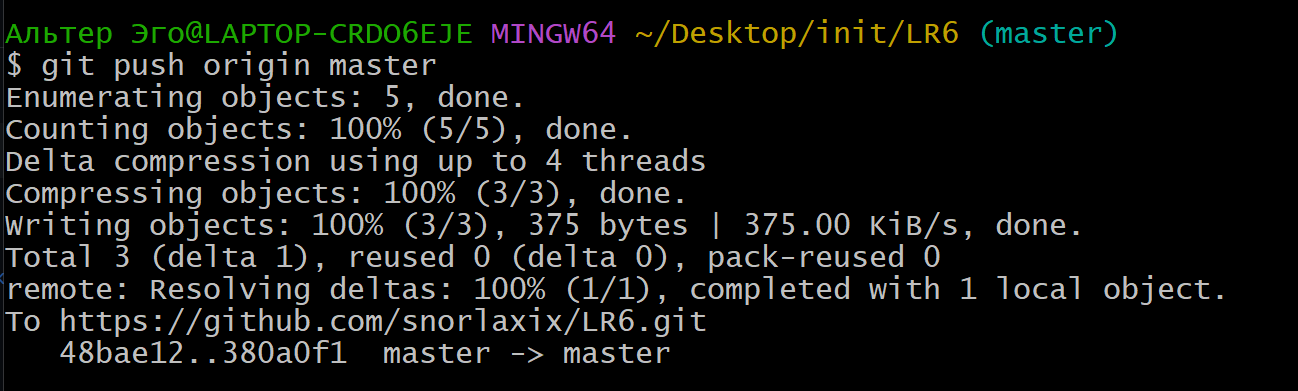 Альтер Эго@LAPTOP-CRDO6EJE MINGW64 ~/Desktop/init/LR6 (master)
$ git push origin master
Enumerating objects: 5, done.
Counting objects: 100% (5/5), done.
Delta compression using up to 4 threads
Compressing objects: 100% (3/3), done.
Writing objects: 100% (3/3), 375 bytes | 375.00 KiB/s, done.
Total 3 (delta 1), reused 0 (delta 0), pack-reused 0
remote: Resolving deltas: 100% (1/1), completed with 1 local object.
To https://github.com/snorlaxix/LR6.git
   48bae12..380a0f1  master -> master